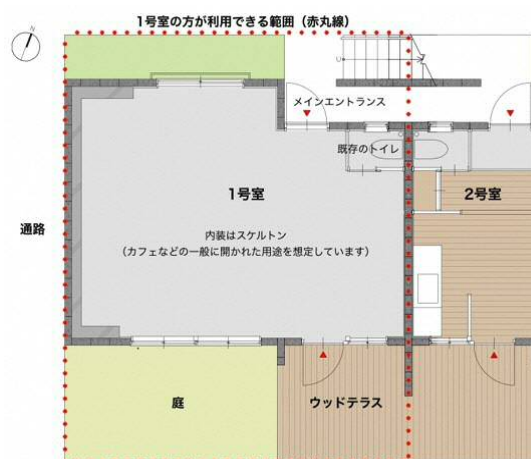 1号室の方が利用できる範囲（赤丸線）
N
メインエントランス
既存のトイレ
1号室
2号室
通路
内装はスケルトン
（カフェなどの一般に開かれた用途を想定しています）
庭
ウッドテラス